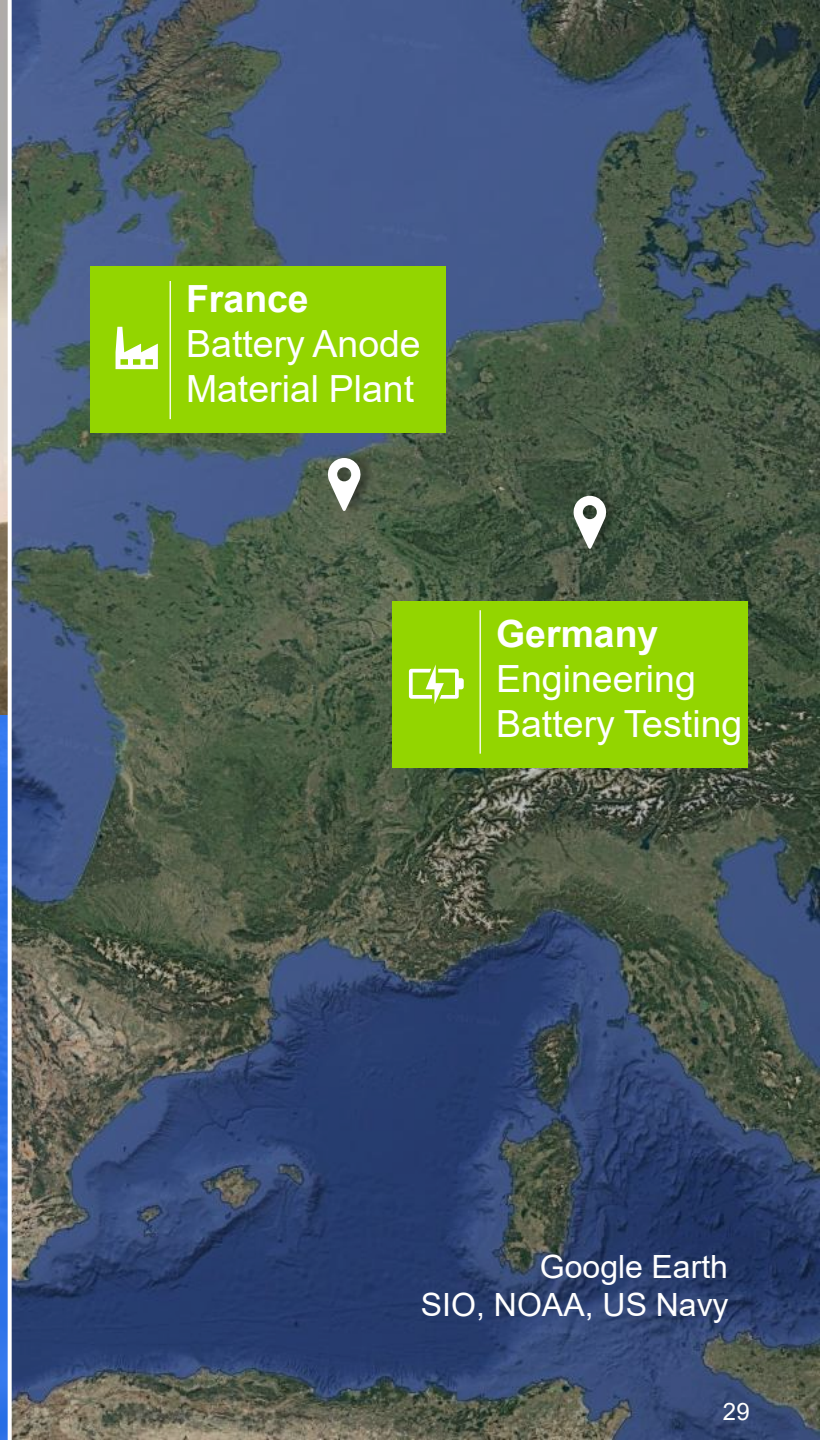 France
Battery Anode
Material Plant
Germany
Engineering
Battery Testing
Google Earth
SIO, NOAA, US Navy
29